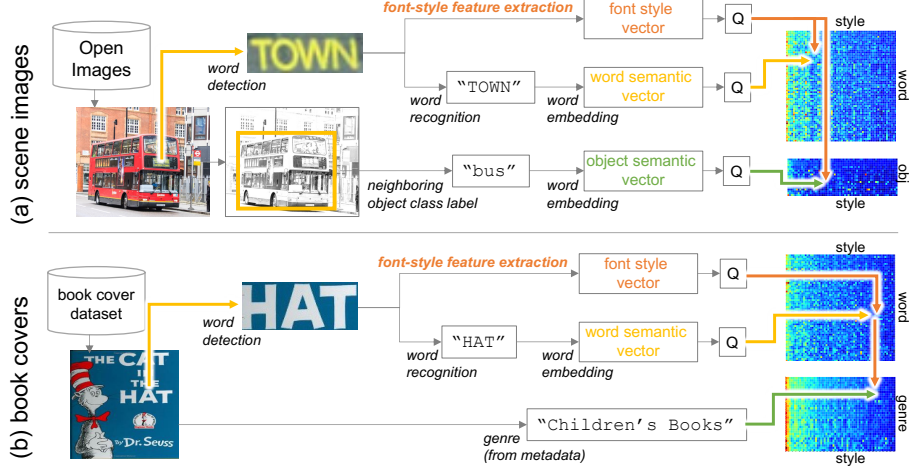 (a) scene images
Open
Images
word
detection
TOWN
font-style feature extraction
font style
vector
Q
style
word
word
recognition
"TOWN"
word
embedding
word semantic
vector
Q
neighboring
object class label
"bus"
word
embedding
object semantic
vector
Q
obj
style
(b) book covers
book cover
dataset
word
detection
HAT
font-style feature extraction
font style
vector
Q
style
word
word
recognition
"HAT"
word
embedding
word semantic
vector
Q
THE CAT
IN
THE
HAT
By Dr. Seuss
genre
(from metadata)
"Children's Books"
genre
style